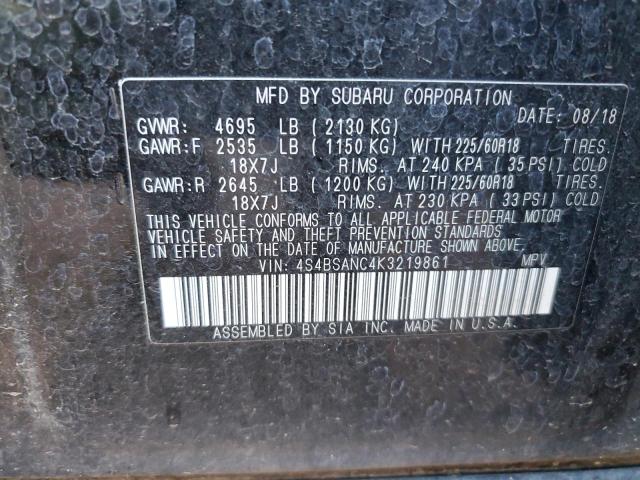 MFD BY SUBARU CORPORATION
DATE: 08/18
GVWR: 4695 LB ( 2130 KG)
GAWR:F 2535 LB ( 1150 KG) WITH 225/60R18 TIRES.
18X7J RIMS. AT 240 KPA ( 35 PSI) COLD
GAWR:R 2645 LB ( 1200 KG) WITH 225/60R18 TIRES.
18X7J RIMS. AT 230 KPA ( 33 PSI) COLD
THIS VEHICLE CONFORMS TO ALL APPLICABLE FEDERAL MOTOR
VEHICLE SAFETY AND THEFT PREVENTION STANDARDS
IN EFFECT ON THE DATE OF MANUFACTURE SHOWN ABOVE.
VIN: 4S4BSANC4K3219861 MPV
ASSEMBLED BY SIA INC. MADE IN U.S.A.